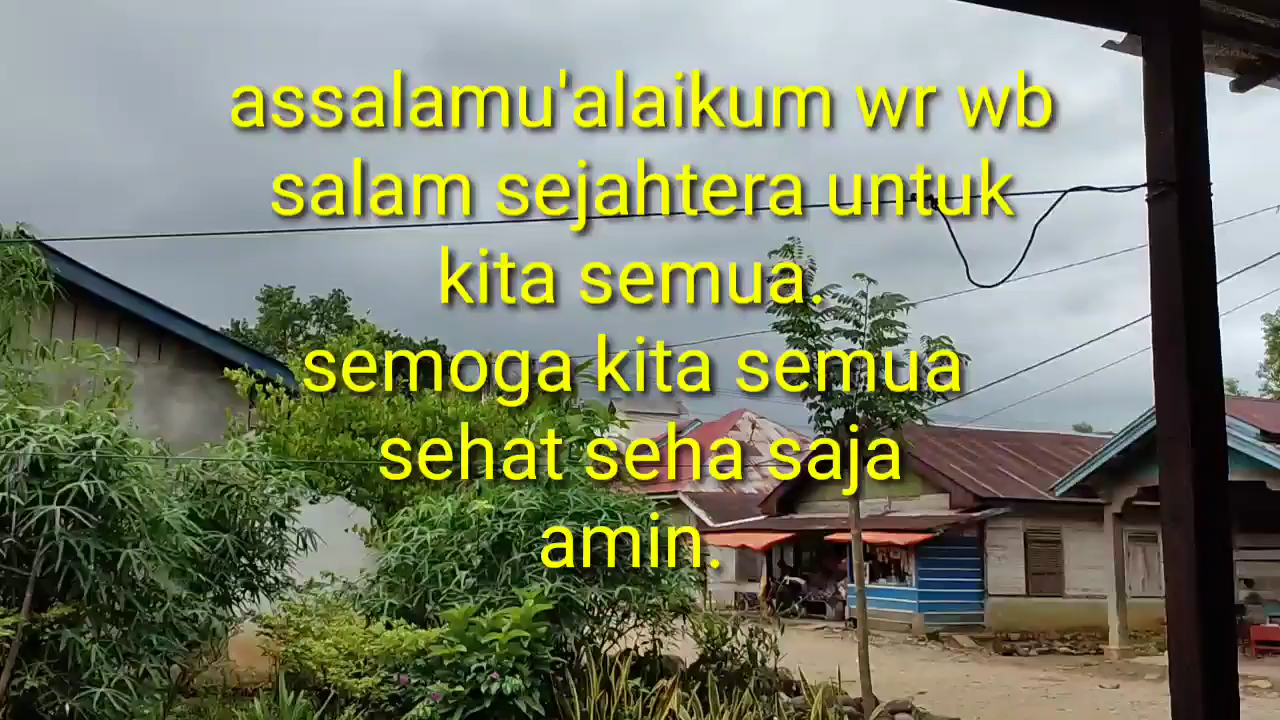 assalamu'alaikum wr wb
salam sejahtera untuk
kita semua.
semoga kita semua
sehat seha saja
amin.